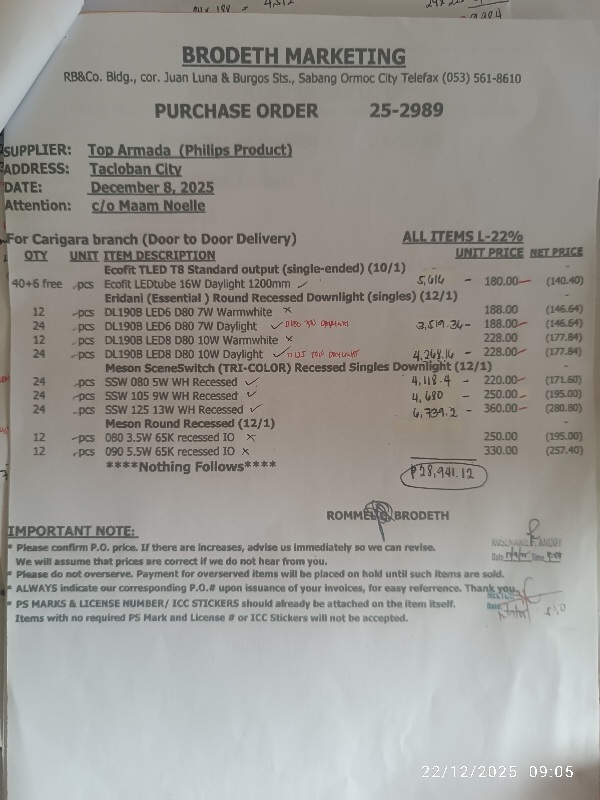 BRODETH MARKETING
RB&Co. Bldg., cor. Juan Luna & Burgos Sts., Sabang Ormoc City Telefax (053) 561-8610
PURCHASE ORDER 25-2989
SUPPLIER: Top Armada (Philips Product)
ADDRESS: Tacloban City
DATE: December 8, 2025
Attention: c/o Maam Noelle
For Carigara branch (Door to Door Delivery) ALL ITEMS L-22%
QTY UNIT ITEM DESCRIPTION UNIT PRICE NET PRICE
Ecofit TLED T8 Standard output (single-ended) (10/1) -
40+6 free pcs Ecofit LEDtube 16W Daylight 1200mm ✓ 5,616 - 180.00 (140.40)
Eridani (Essential ) Round Recessed Downlight (singles) (12/1) -
12 pcs DL190B LED6 D80 7W Warmwhite x 188.00 (146.64)
24 pcs DL190B LED6 D80 7W Daylight ✓ 3,519.36 - 188.00 (146.64)
12 pcs DL190B LED8 D80 10W Warmwhite x 228.00 (177.84)
24 pcs DL190B LED8 D80 10W Daylight ✓ 4,268.16 - 228.00 (177.84)
Meson SceneSwitch (TRI-COLOR) Recessed Singles Downlight (12/1) -
24 pcs SSW 080 5W WH Recessed ✓ 4,118.4 - 220.00 (171.60)
24 pcs SSW 105 9W WH Recessed ✓ 4,680 - 250.00 (195.00)
24 pcs SSW 125 13W WH Recessed ✓ 6,739.2 - 360.00 (280.80)
Meson Round Recessed (12/1) -
12 pcs 080 3.5W 65K recessed IO x 250.00 (195.00)
12 pcs 090 5.5W 65K recessed IO x 330.00 (257.40)
****Nothing Follows****
₱28,941.12
ROMMEL G. BRODETH
IMPORTANT NOTE:
* Please confirm P.O. price. If there are increases, advise us immediately so we can revise.
We will assume that prices are correct if we do not hear from you.
* Please do not overserve. Payment for overserved items will be placed on hold until such items are sold.
* ALWAYS indicate our corresponding P.O.# upon issuance of your invoices, for easy referrence. Thank you.
* PS MARKS & LICENSE NUMBER/ ICC STICKERS should already be attached on the item itself.
Items with no required PS Mark and License # or ICC Stickers will not be accepted.
22/12/2025 09:05